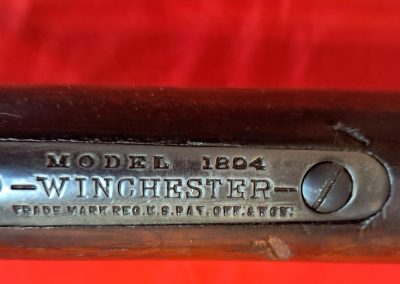 MODEL 1894
-WINCHESTER-
TRADE MARK REG. U.S. PAT. OFF. & FGN.